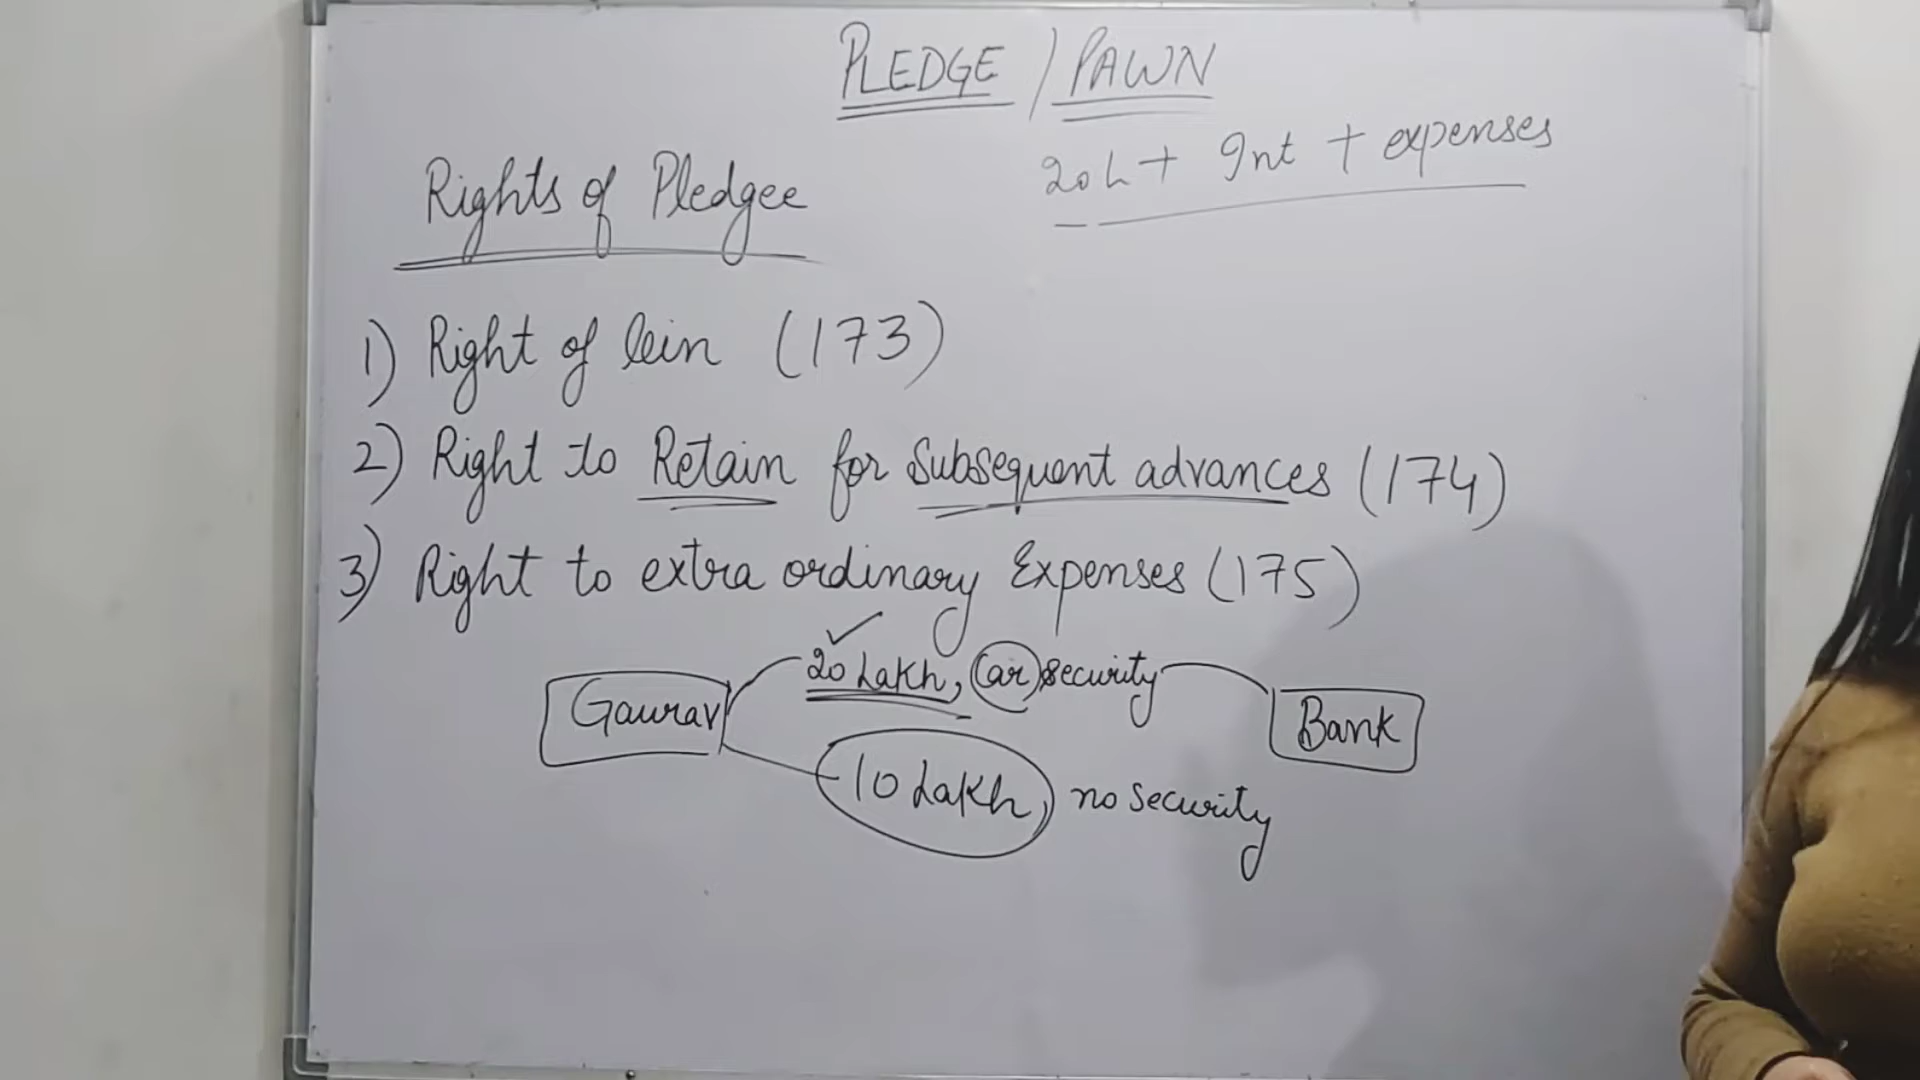 PLEDGE / PAWN
20L + Int + expenses
Rights of Pledgee
1) Right of lein (173)
2) Right to Retain for Subsequent advances (174)
3) Right to extra ordinary Expenses (175)
20 Lakh, Car security
Gaurav
Bank
10 Lakh, no security